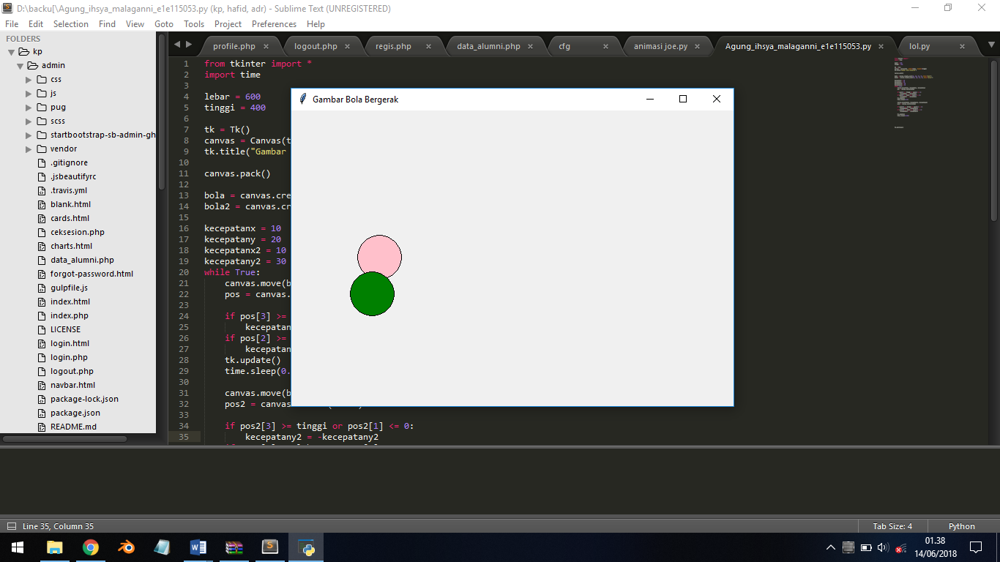 D:\backu[\Agung_ihsya_malaganni_e1e115053.py (kp, hafid, adr) - Sublime Text (UNREGISTERED)
File Edit Selection Find View Goto Tools Project Preferences Help
FOLDERS
kp
admin
css
js
pug
scss
startbootstrap-sb-admin-gh
vendor
.gitignore
.jsbeautifyrc
.travis.yml
blank.html
cards.html
ceksesion.php
charts.html
data_alumni.php
forgot-password.html
gulpfile.js
index.html
index.php
LICENSE
login.html
login.php
logout.php
navbar.html
package-lock.json
package.json
README.md
profile.php logout.php regis.php data_alumni.php cfg animasi joe.py Agung_ihsya_malaganni_e1e115053.py lol.py
1 from tkinter import *
2 import time
3
4 lebar = 600
5 tinggi = 400
6
7 tk = Tk()
8 canvas = Canvas(t
9 tk.title("Gambar
10
11 canvas.pack()
12
13 bola = canvas.cre
14 bola2 = canvas.cr
15
16 kecepatanx = 10
17 kecepatany = 20
18 kecepatanx2 = 10
19 kecepatany2 = 30
20 while True:
21 canvas.move(b
22 pos = canvas.
23
24 if pos[3] >=
25 kecepatan
26 if pos[2] >=
27 kecepatan
28 tk.update()
29 time.sleep(0.
30
31 canvas.move(b
32 pos2 = canvas
33
34 if pos2[3] >= tinggi or pos2[1] <= 0:
35 kecepatany2 = -kecepatany2
Gambar Bola Bergerak
Line 35, Column 35
Tab Size: 4
Python
01.38
14/06/2018